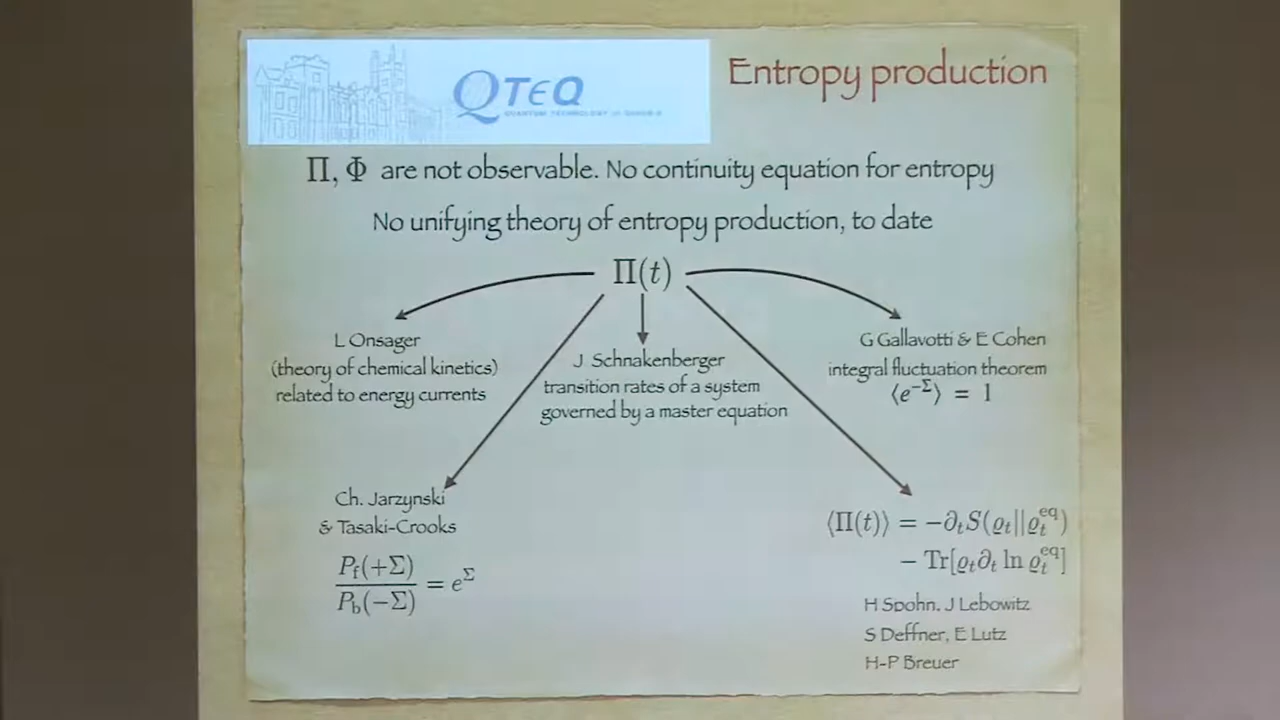 QTEQ
QUANTUM TECHNOLOGY AT QUEEN'S
Entropy production
Π, Φ are not observable. No continuity equation for entropy
No unifying theory of entropy production, to date
Π(t)
L Onsager
(theory of chemical kinetics)
related to energy currents
J Schnakenberger
transition rates of a system
governed by a master equation
G Gallavotti & E Cohen
integral fluctuation theorem
⟨e^{−Σ}⟩ = 1
Ch. Jarzynski
& Tasaki-Crooks
P_f(+Σ)/P_b(−Σ) = e^Σ
⟨Π(t)⟩ = −∂_t S(ϱ_t||ϱ_t^{eq})
− Tr[ϱ_t ∂_t ln ϱ_t^{eq}]
H Spohn, J Lebowitz
S Deffner, E Lutz
H-P Breuer